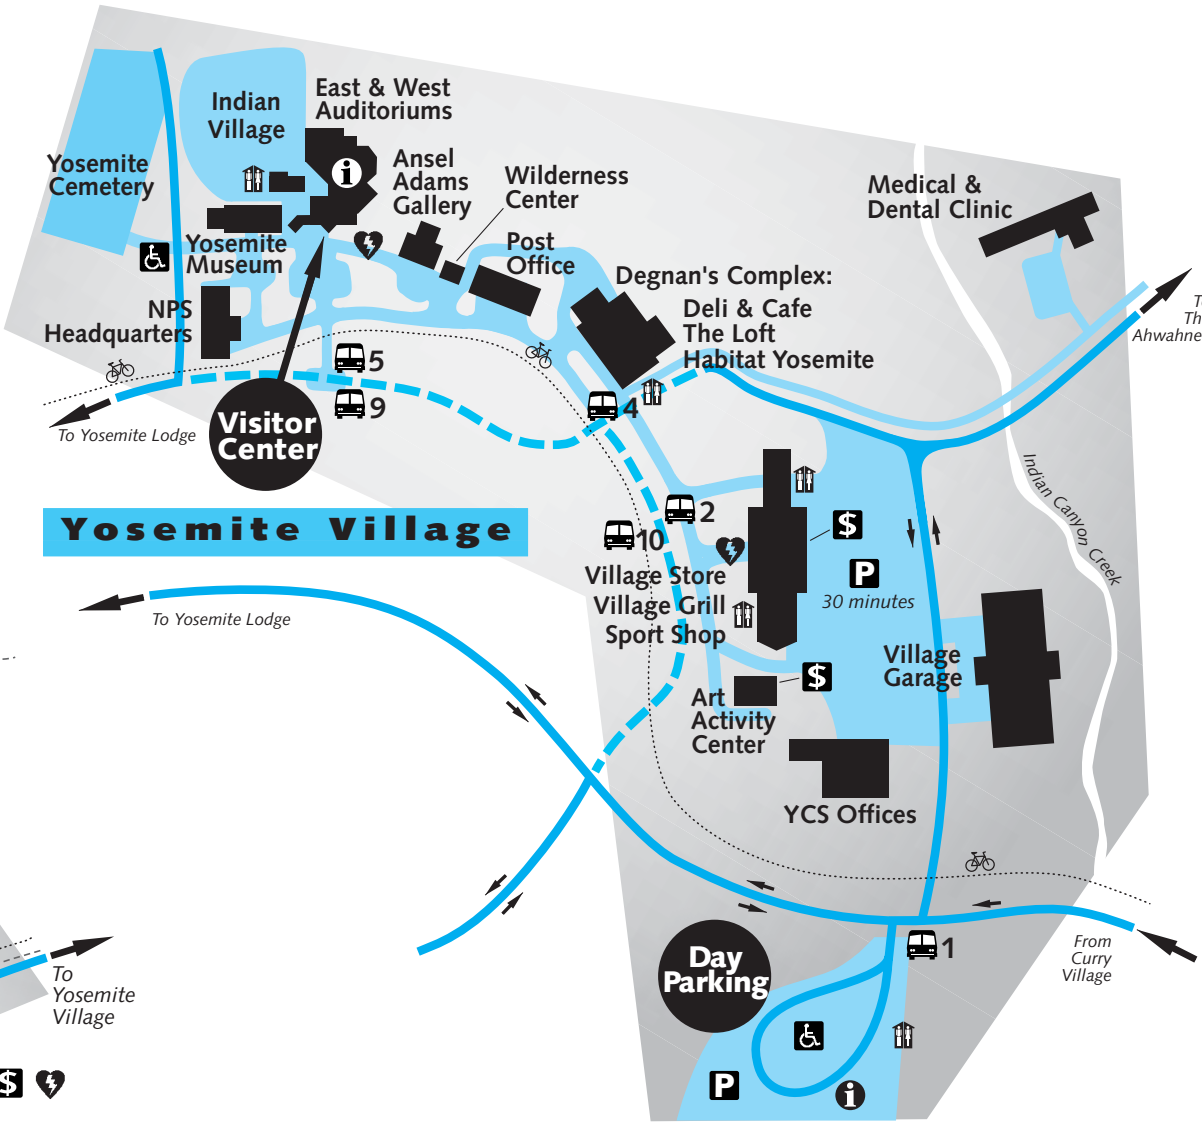 East & West
Auditoriums
Indian
Village
Yosemite
Cemetery
Ansel
Adams
Gallery
Wilderness
Center
Medical &
Dental Clinic
Yosemite
Museum
Post
Office
Degnan's Complex:
Deli & Cafe
The Loft
Habitat Yosemite
NPS
Headquarters
Ahwahne
5
9
4
To Yosemite Lodge
Visitor
Center
Indian Canyon Creek
Yosemite Village
2
10
$
P
30 minutes
Village Store
Village Grill
Sport Shop
To Yosemite Lodge
Village
Garage
$
Art
Activity
Center
YCS Offices
1
From
Curry
Village
Day
Parking
To
Yosemite
Village
P
i
i
$